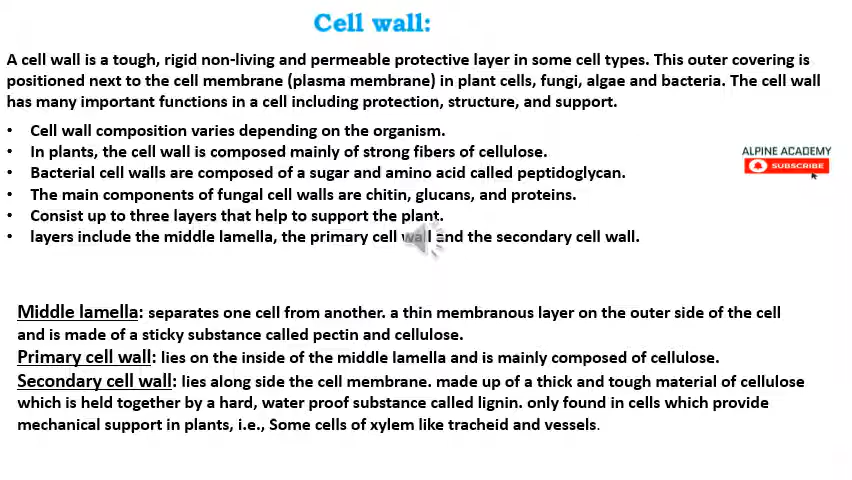 Cell wall:
A cell wall is a tough, rigid non-living and permeable protective layer in some cell types. This outer covering is
positioned next to the cell membrane (plasma membrane) in plant cells, fungi, algae and bacteria. The cell wall
has many important functions in a cell including protection, structure, and support.
• Cell wall composition varies depending on the organism.
• In plants, the cell wall is composed mainly of strong fibers of cellulose.
• Bacterial cell walls are composed of a sugar and amino acid called peptidoglycan.
• The main components of fungal cell walls are chitin, glucans, and proteins.
• Consist up to three layers that help to support the plant.
• layers include the middle lamella, the primary cell wall and the secondary cell wall.
ALPINE ACADEMY
SUBSCRIBE
Middle lamella: separates one cell from another. a thin membranous layer on the outer side of the cell
and is made of a sticky substance called pectin and cellulose.
Primary cell wall: lies on the inside of the middle lamella and is mainly composed of cellulose.
Secondary cell wall: lies along side the cell membrane. made up of a thick and tough material of cellulose
which is held together by a hard, water proof substance called lignin. only found in cells which provide
mechanical support in plants, i.e., Some cells of xylem like tracheid and vessels.